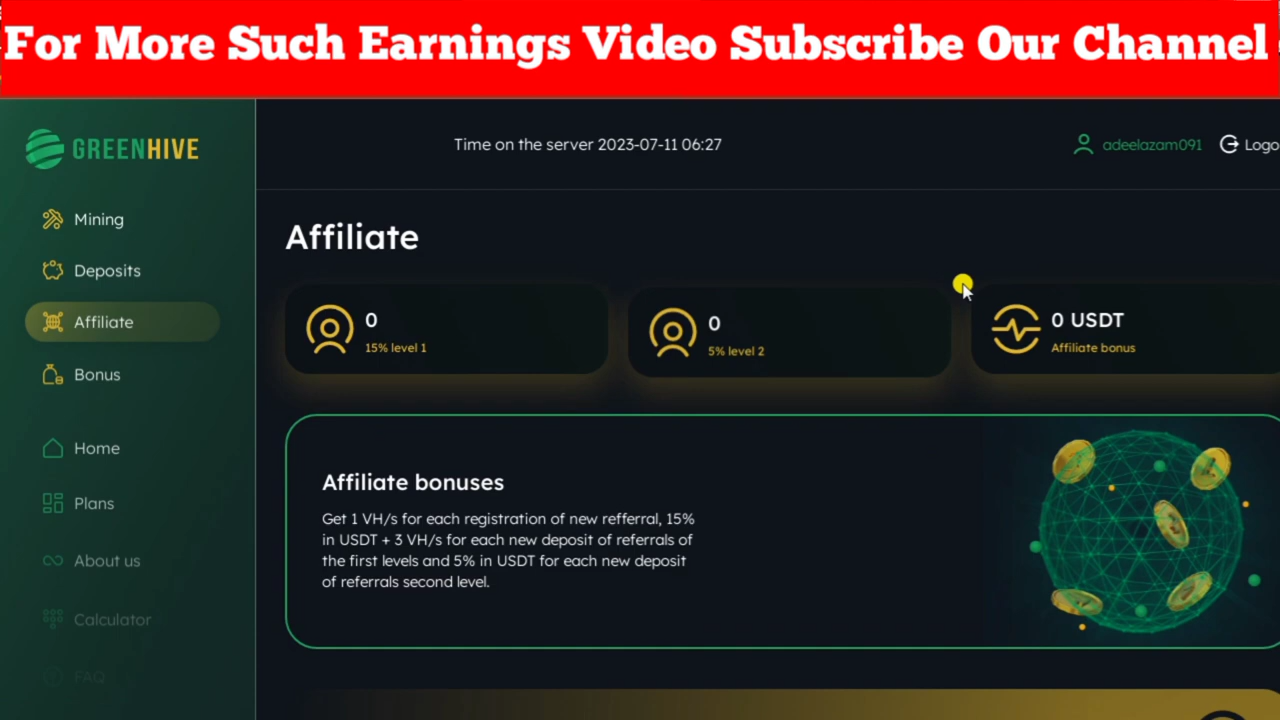 For More Such Earnings Video Subscribe Our Channel
GREENHIVE
Time on the server 2023-07-11 06:27
adeelazam091
Logo
Mining
Deposits
Affiliate
Bonus
Home
Plans
About us
Calculator
FAQ
Affiliate
0
15% level 1
0
5% level 2
0 USDT
Affiliate bonus
Affiliate bonuses
Get 1 VH/s for each registration of new refferral, 15%
in USDT + 3 VH/s for each new deposit of referrals of
the first levels and 5% in USDT for each new deposit
of referrals second level.